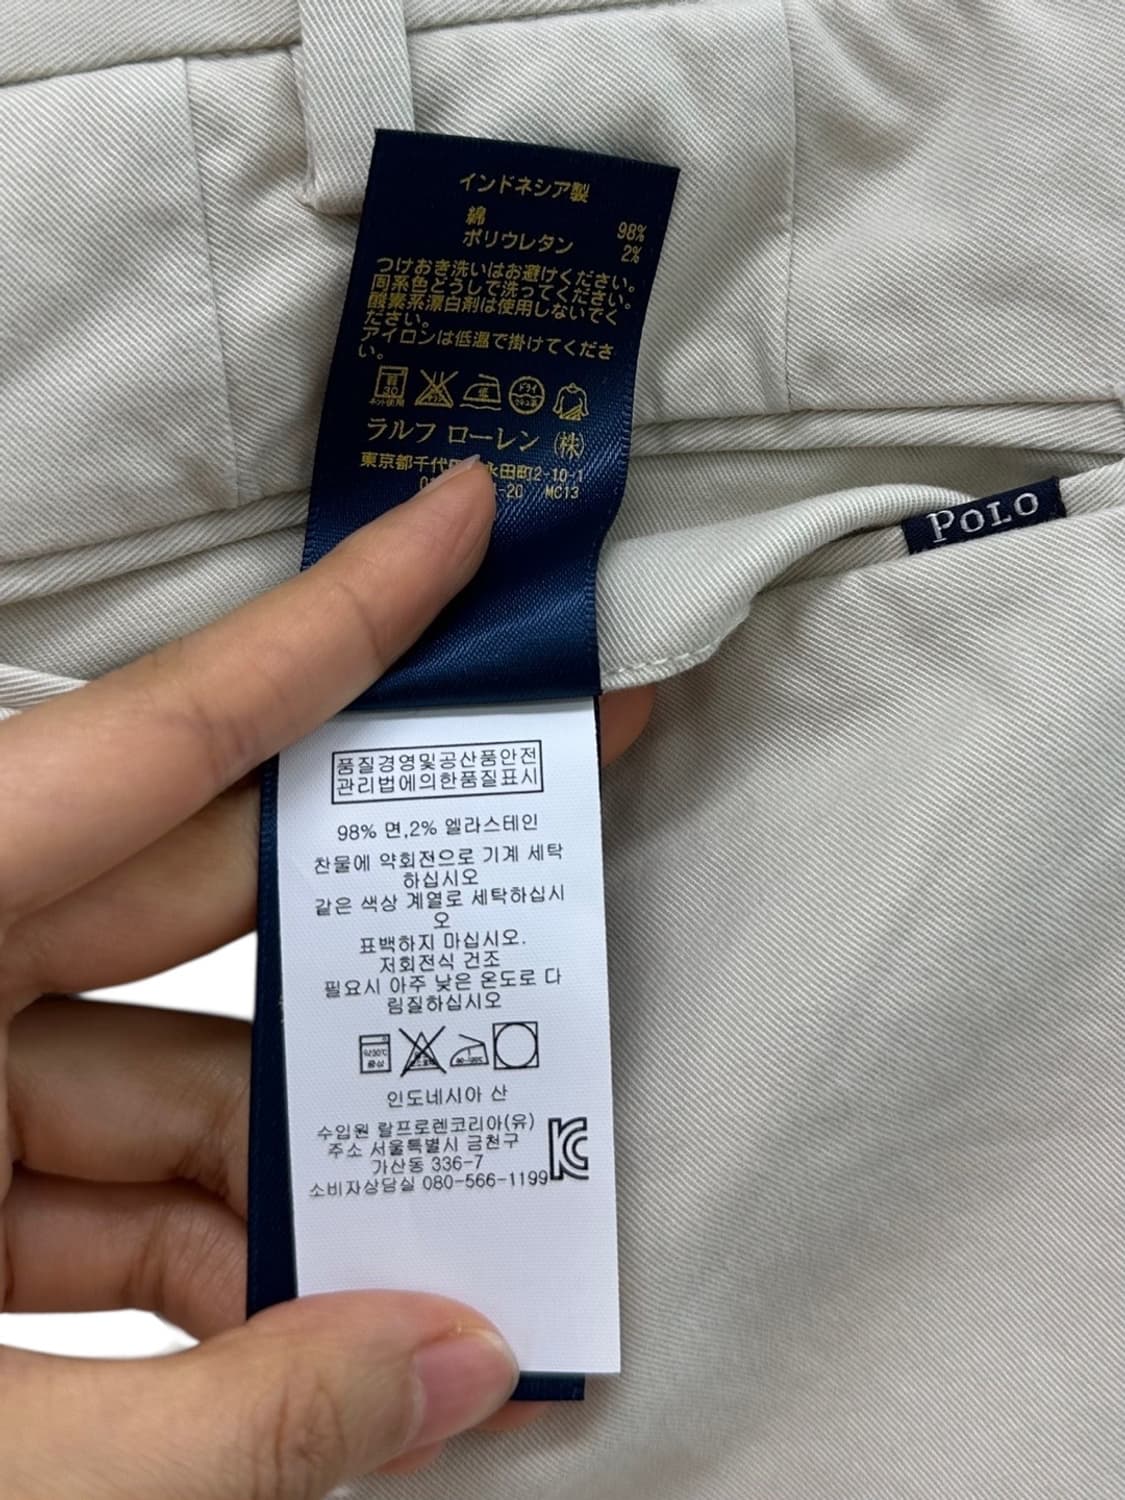 インドネシア製
綿 98%
ポリウレタン 2%
つけおき洗いはお避けください。
同系色どうしで洗ってください。
酸素系漂白剤は使用しないでく
ださい。
アイロンは低温で掛けてくださ
い。
ラルフ ローレン (株)
東京都千代 永田町2-10-1
-20 MC13
POLO
품질경영및공산품안전
관리법에의한품질표시
98% 면,2% 엘라스테인
찬물에 약회전으로 기계 세탁
하십시오
같은 색상 계열로 세탁하십시
오
표백하지 마십시오.
저회전식 건조
필요시 아주 낮은 온도로 다
림질하십시오
약30℃
중성
인도네시아 산
수입원 랄프로렌코리아(유)
주소 서울특별시 금천구
가산동 336-7
소비자상담실 080-566-1199